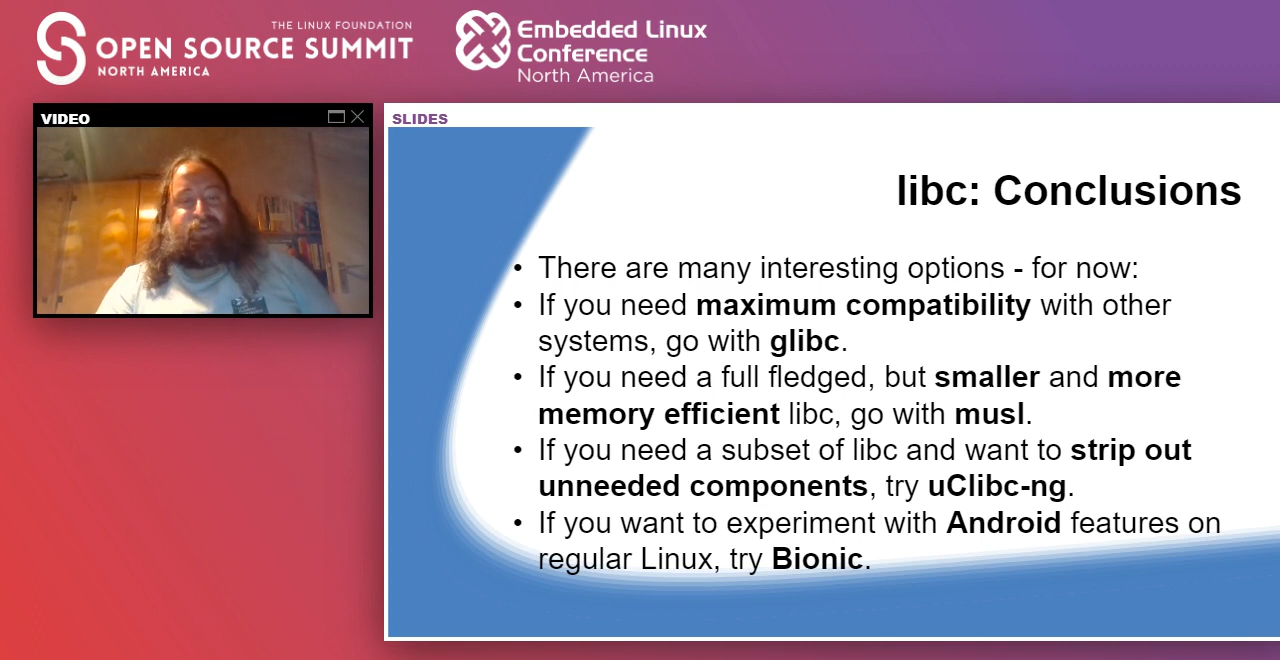 THE LINUX FOUNDATION
OPEN SOURCE SUMMIT
NORTH AMERICA
Embedded Linux
Conference
North America
VIDEO
SLIDES
libc: Conclusions
• There are many interesting options - for now:
• If you need maximum compatibility with other
systems, go with glibc.
• If you need a full fledged, but smaller and more
memory efficient libc, go with musl.
• If you need a subset of libc and want to strip out
unneeded components, try uClibc-ng.
• If you want to experiment with Android features on
regular Linux, try Bionic.